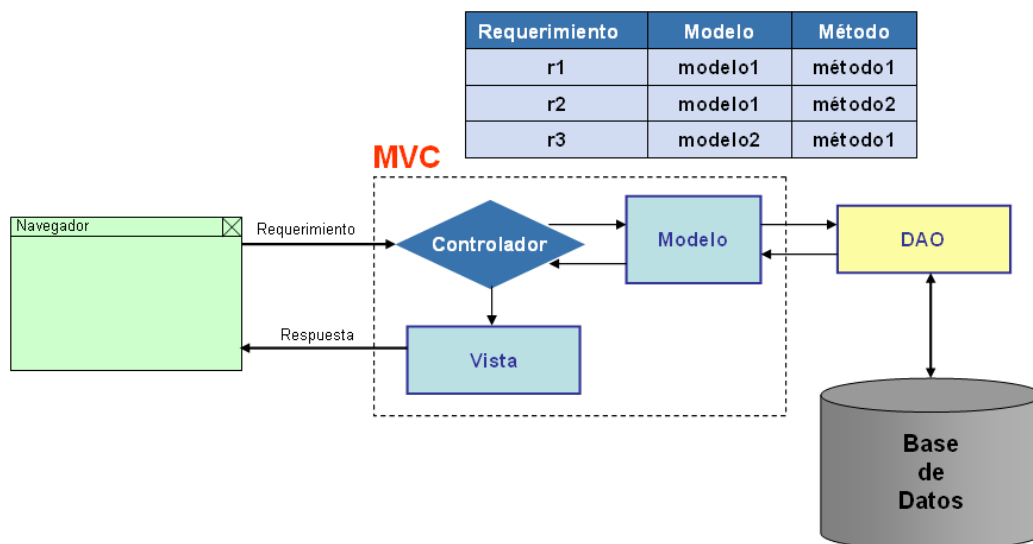 Requerimiento Modelo Método
r1 modelo1 método1
r2 modelo1 método2
r3 modelo2 método1
MVC
Navegador
Requerimiento
Controlador
Modelo
DAO
Respuesta
Vista
Base
de
Datos